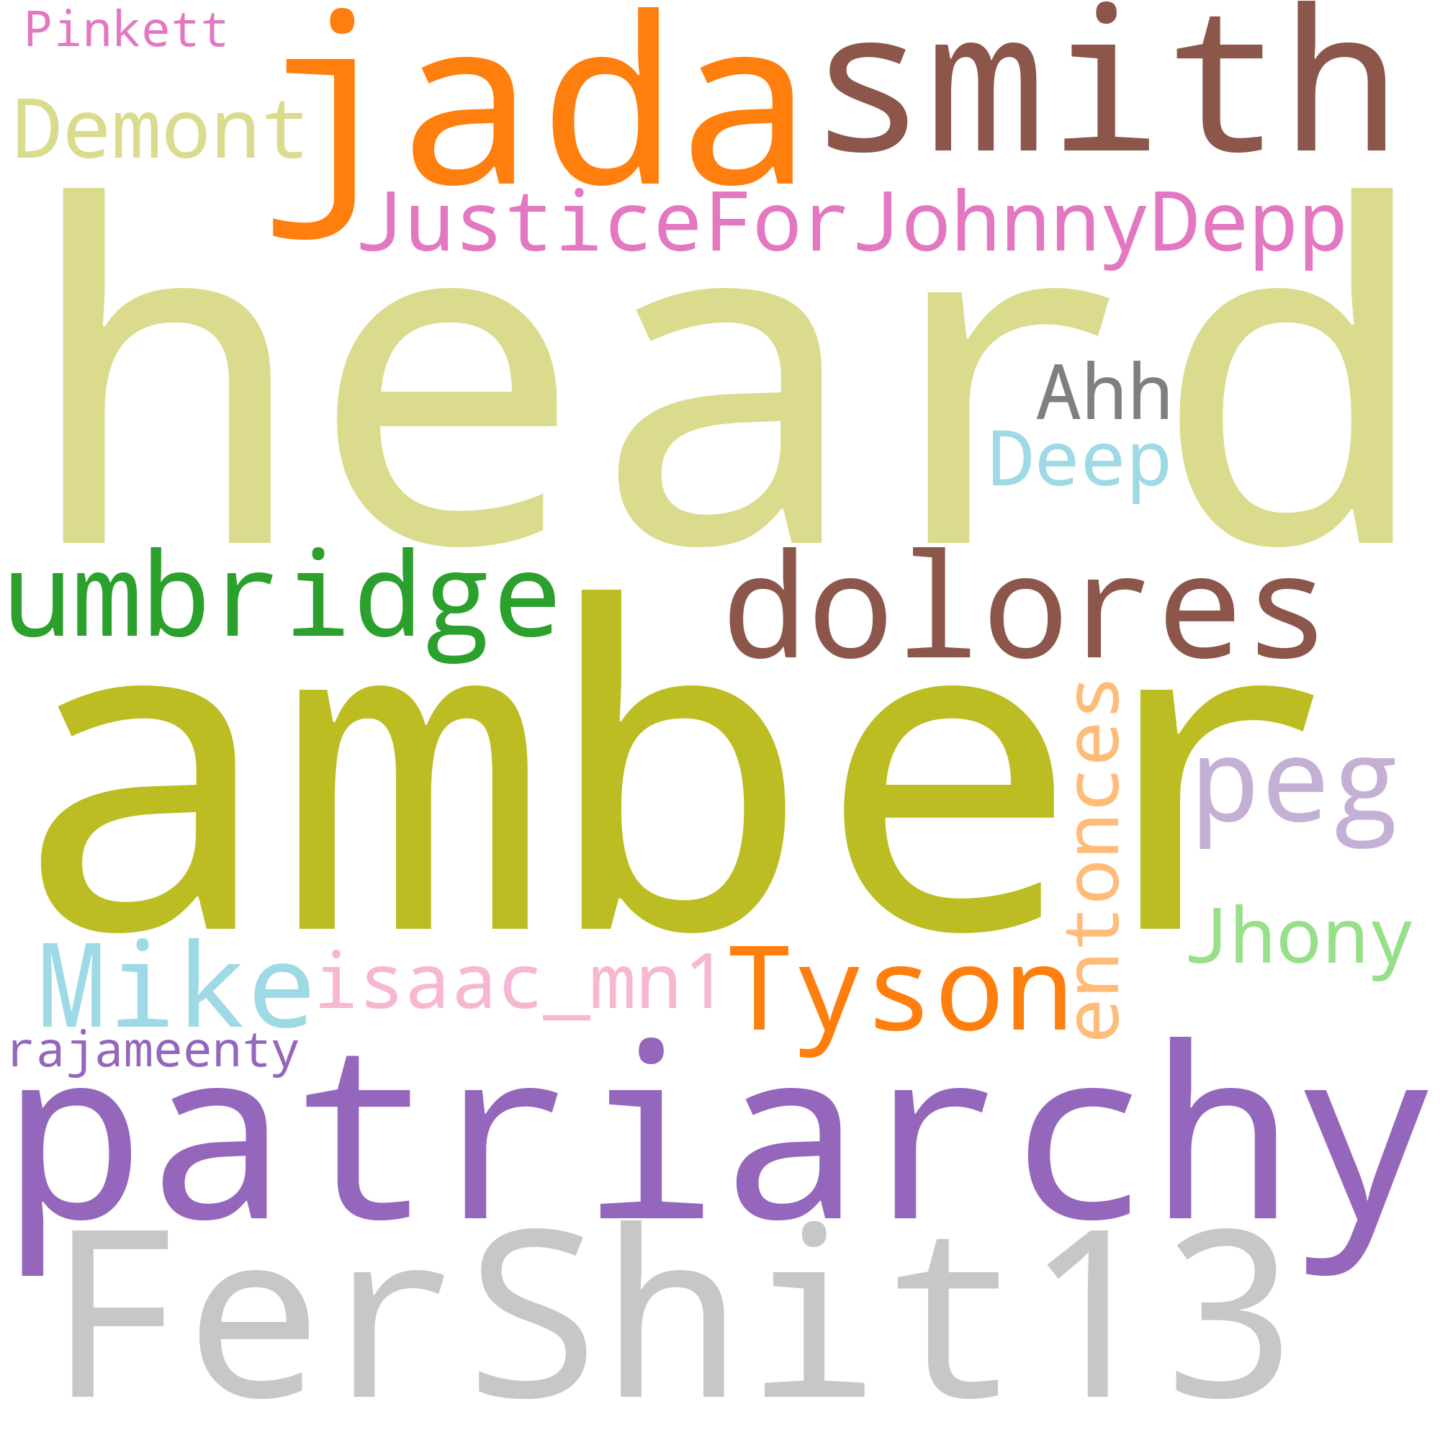 Pinkett
jada
smith
Demont
JusticeForJohnnyDepp
heard
Ahh
Deep
umbridge
dolores
amber
entonces
peg
Jhony
Mike
isaac_mn1
Tyson
rajameenty
patriarchy
FerShit13